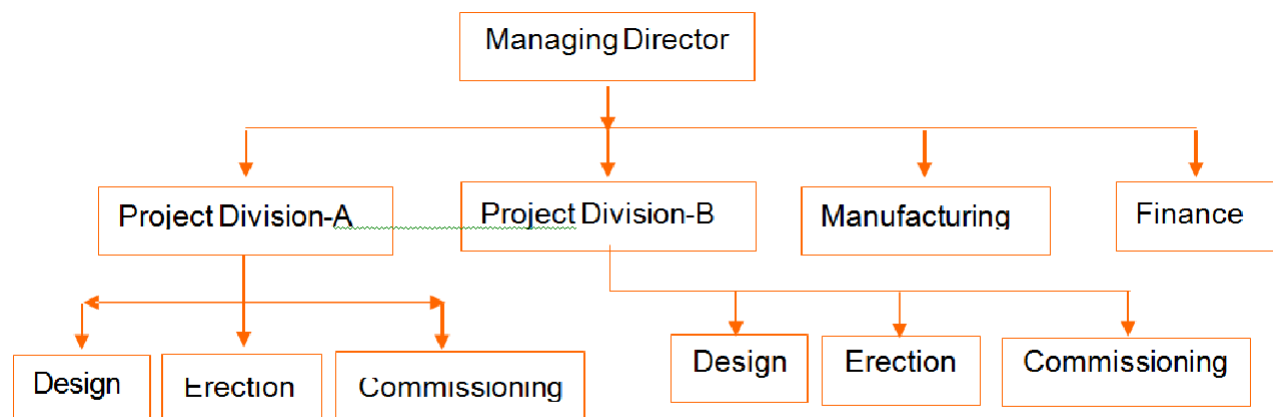 Managing Director
Project Division-A
Project Division-B
Manufacturing
Finance
Design
Erection
Commissioning
Design
Erection
Commissioning